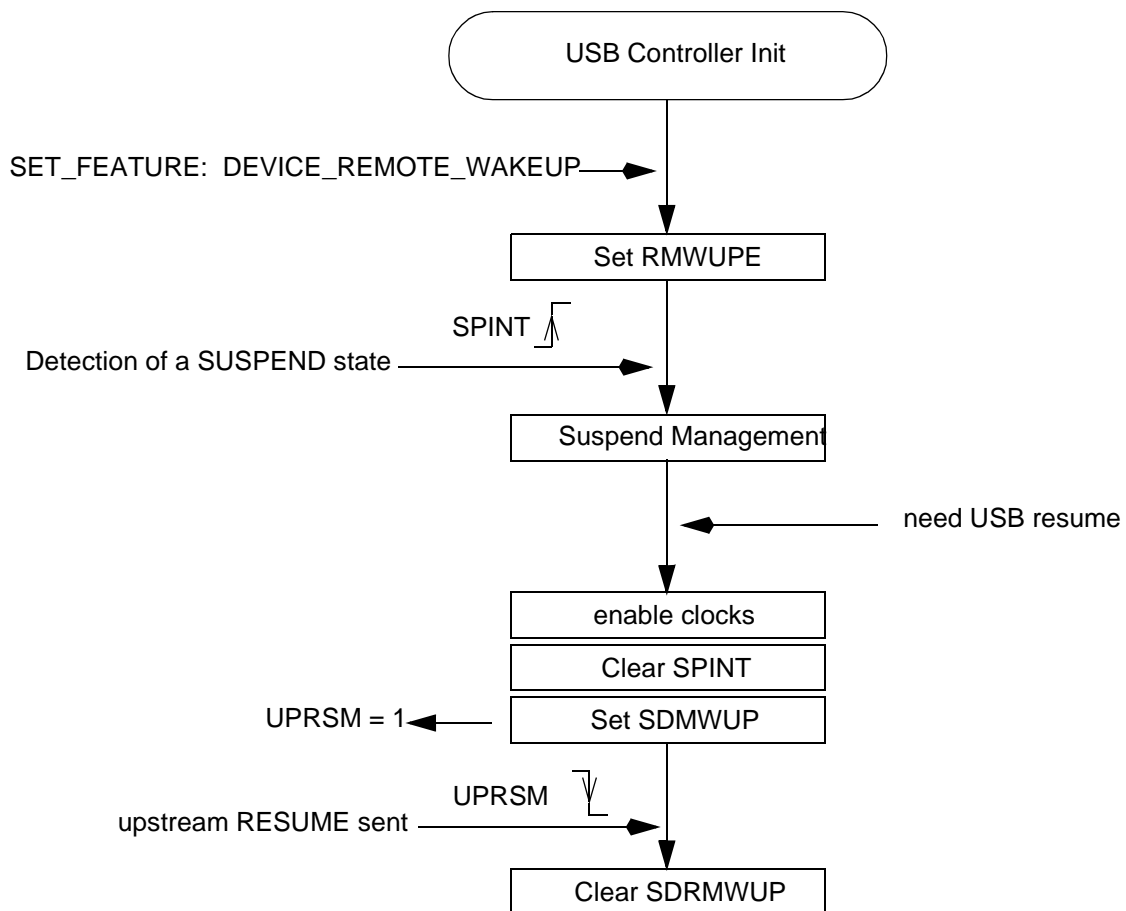 USB Controller Init
SET_FEATURE: DEVICE_REMOTE_WAKEUP
Set RMWUPE
SPINT
Detection of a SUSPEND state
Suspend Management
need USB resume
enable clocks
Clear SPINT
UPRSM = 1
Set SDMWUP
UPRSM
upstream RESUME sent
Clear SDRMWUP